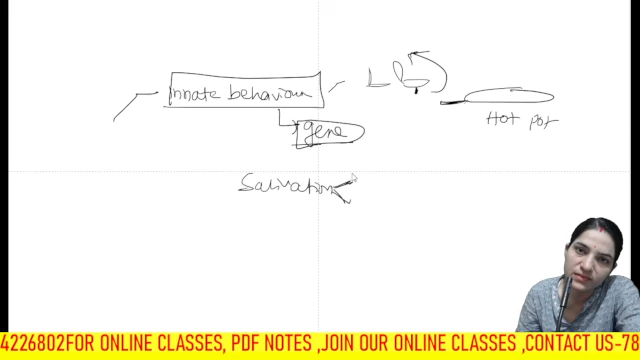 innate behaviour
gene
Hot pot
Salivation
4226802FOR ONLINE CLASSES, PDF NOTES ,JOIN OUR ONLINE CLASSES ,CONTACT US-78